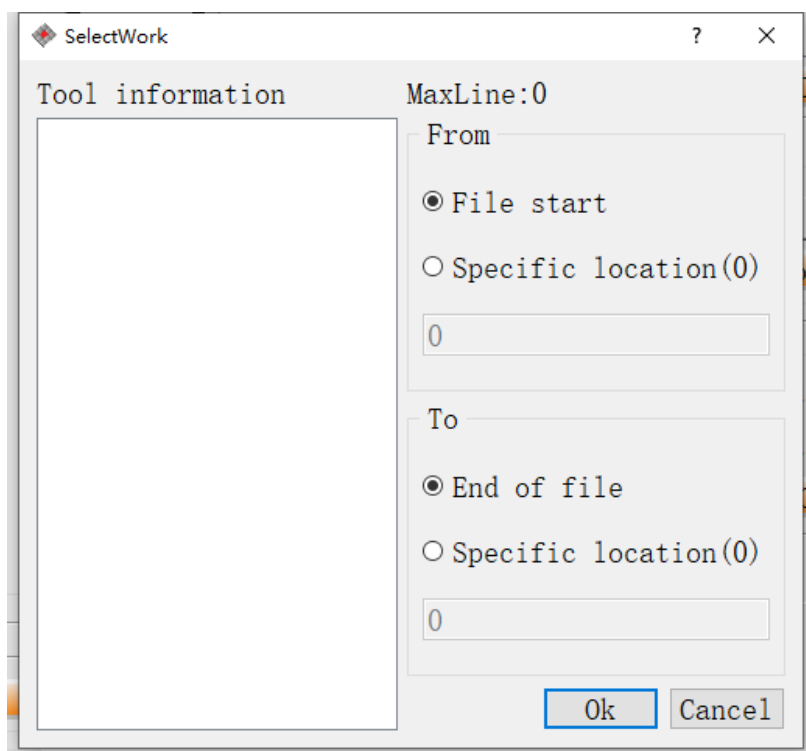 SelectWork
Tool information
MaxLine:0
From
File start
Specific location(0)
0
To
End of file
Specific location(0)
0
Ok
Cancel